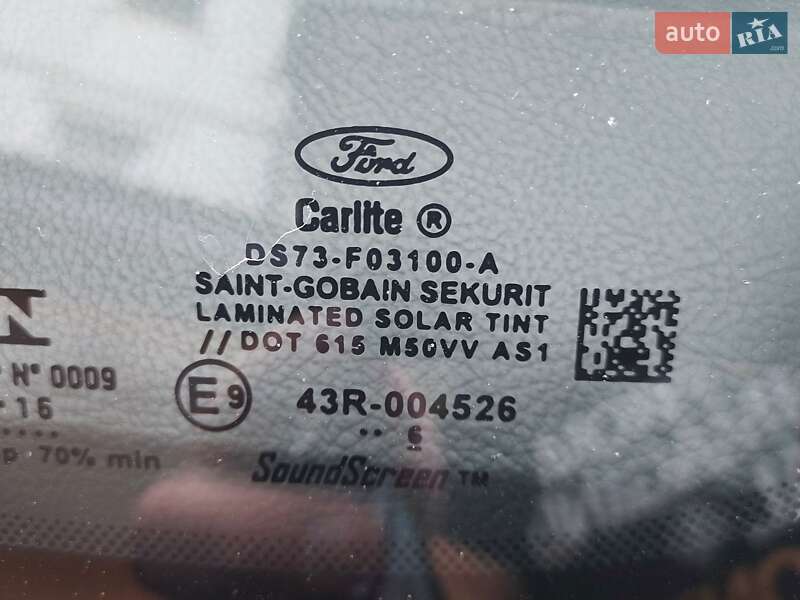 auto RIA .com
Ford
Carlite ®
DS73-F03100-A
SAINT-GOBAIN SEKURIT
LAMINATED SOLAR TINT
// DOT 615 M50VV AS1
N° 0009
E9 43R-004526
16
.. 6
70% min
SoundScreen ™